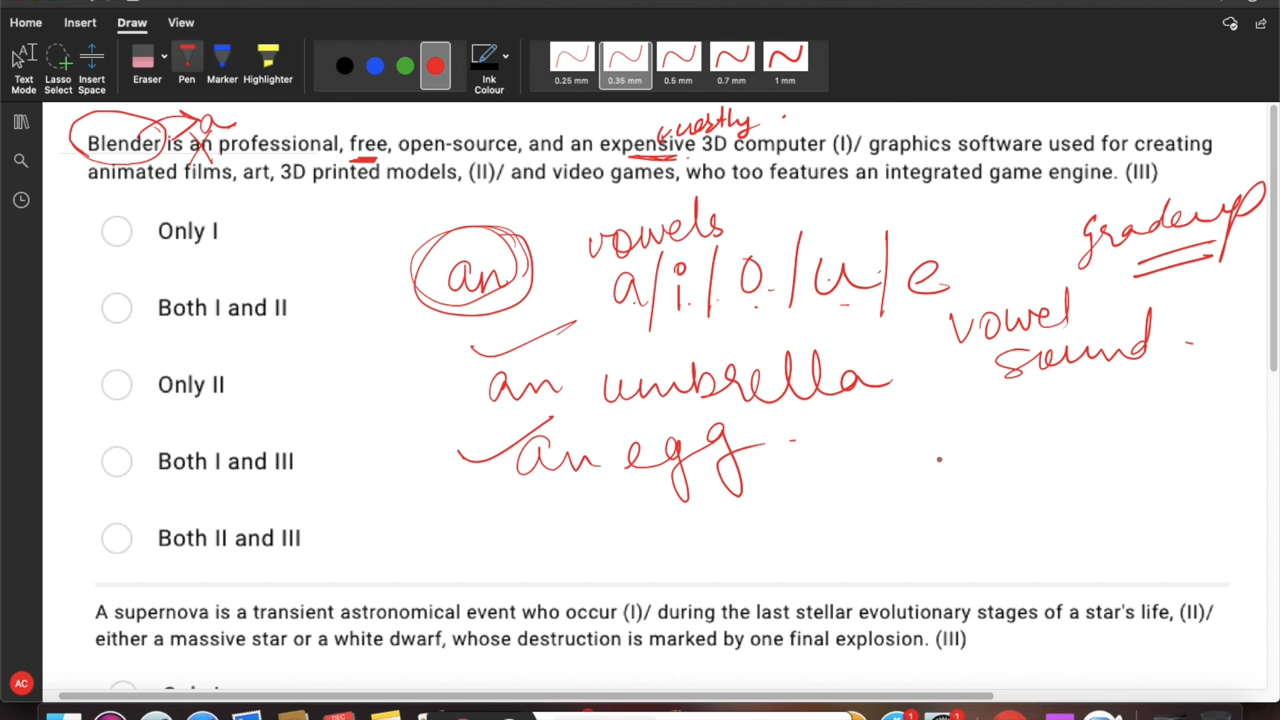 Home Insert Draw View
Text Mode Lasso Select Insert Space Eraser Pen Marker Highlighter Ink Colour 0.25 mm 0.35 mm 0.5 mm 0.7 mm 1 mm
a costly
Blender is an professional, free, open-source, and an expensive 3D computer (I)/ graphics software used for creating
animated films, art, 3D printed models, (II)/ and video games, who too features an integrated game engine. (III)
Only I
vowels
gradeup
an a/i/o/u/e
Both I and II
vowel
sound.
Only II
an umbrella
Both I and III
an egg.
Both II and III
A supernova is a transient astronomical event who occur (I)/ during the last stellar evolutionary stages of a star's life, (II)/
either a massive star or a white dwarf, whose destruction is marked by one final explosion. (III)
AC